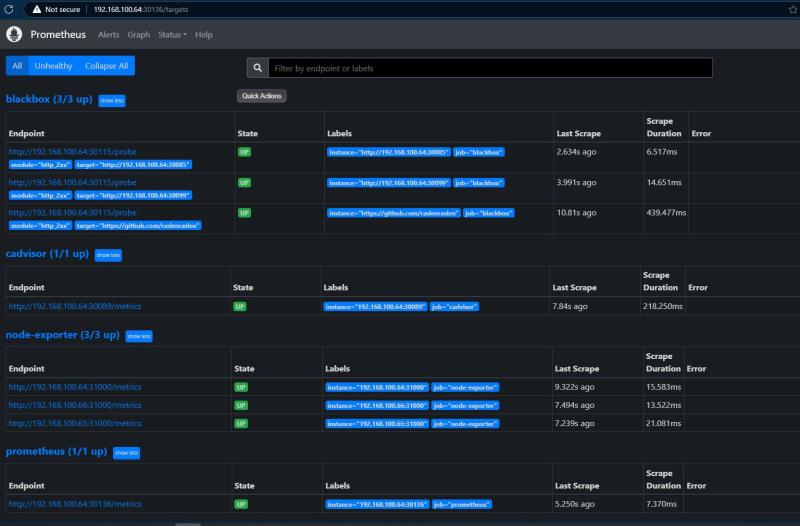 Not secure 192.168.100.64:30136/targets
Prometheus Alerts Graph Status Help
All Unhealthy Collapse All Filter by endpoint or labels
Quick Actions
blackbox (3/3 up) show less
Endpoint State Labels Last Scrape Scrape Duration Error
http://192.168.100.64:30115/probe UP instance="http://192.168.100.64:30085" job="blackbox" 2.634s ago 6.517ms
module="http_2xx" target="http://192.168.100.64:30085"
http://192.168.100.64:30115/probe UP instance="http://192.168.100.64:30099" job="blackbox" 3.991s ago 14.651ms
module="http_2xx" target="http://192.168.100.64:30099"
http://192.168.100.64:30115/probe UP instance="https://github.com/raslenraslen" job="blackbox" 10.81s ago 439.477ms
module="http_2xx" target="https://github.com/raslenraslen"
cadvisor (1/1 up) show less
Endpoint State Labels Last Scrape Scrape Duration Error
http://192.168.100.64:30089/metrics UP instance="192.168.100.64:30089" job="cadvisor" 7.84s ago 218.250ms
node-exporter (3/3 up) show less
Endpoint State Labels Last Scrape Scrape Duration Error
http://192.168.100.64:31000/metrics UP instance="192.168.100.64:31000" job="node-exporter" 9.322s ago 15.583ms
http://192.168.100.66:31000/metrics UP instance="192.168.100.66:31000" job="node-exporter" 7.494s ago 13.522ms
http://192.168.100.65:31000/metrics UP instance="192.168.100.65:31000" job="node-exporter" 7.239s ago 21.081ms
prometheus (1/1 up) show less
Endpoint State Labels Last Scrape Scrape Duration Error
http://192.168.100.64:30136/metrics UP instance="192.168.100.64:30136" job="prometheus" 5.250s ago 7.370ms